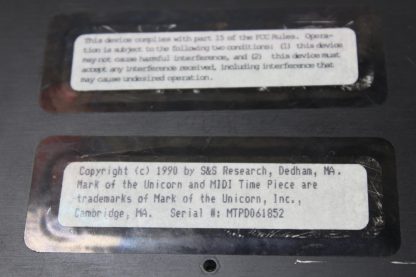 This device complies with part 15 of the FCC Rules. Opera-
tion is subject to the following two conditions: (1) this device
may not cause harmful interference, and (2) this device must
accept any interference received, including interference that
may cause undesired operation.
Copyright (c) 1990 by S&S Research, Dedham, MA.
Mark of the Unicorn and MIDI Time Piece are
trademarks of Mark of the Unicorn, Inc.,
Cambridge, MA. Serial #: MTPD061852